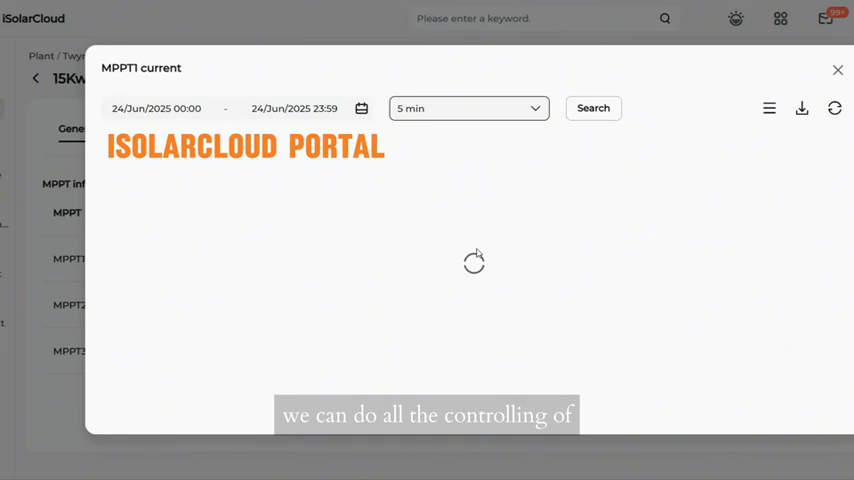 iSolarCloud
Please enter a keyword.
99+
Plant / Twyn
15Kw
MPPT1 current
24/Jun/2025 00:00 - 24/Jun/2025 23:59
5 min
Search
ISOLARCLOUD PORTAL
Gene
MPPT inf
MPPT
MPPT1
MPPT2
MPPT3
we can do all the controlling of